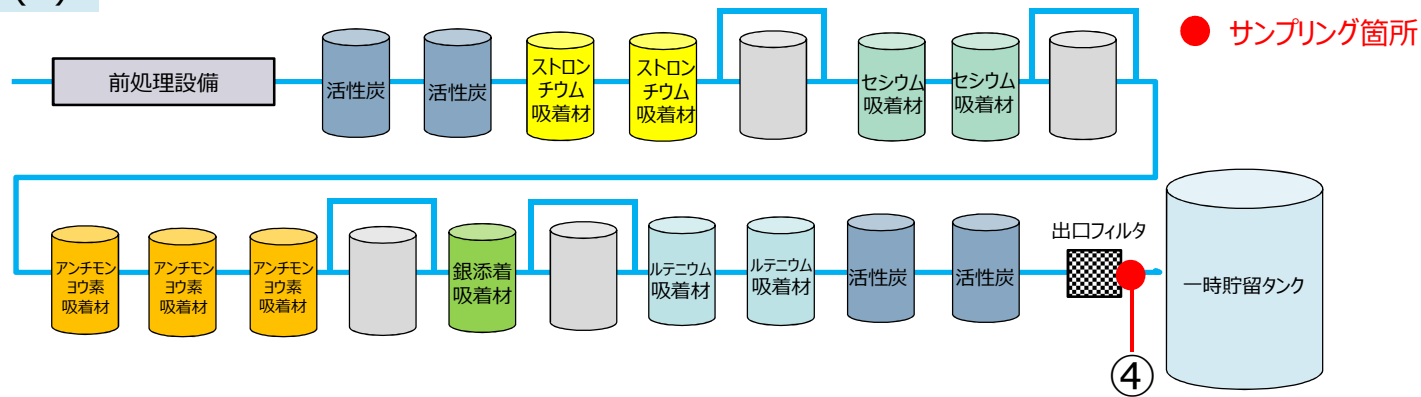 サンプリング箇所
前処理設備
活性炭
活性炭
ストロン
チウム
吸着材
ストロン
チウム
吸着材
セシウム
吸着材
セシウム
吸着材
アンチモン
ヨウ素
吸着材
アンチモン
ヨウ素
吸着材
アンチモン
ヨウ素
吸着材
銀添着
吸着材
ルテニウム
吸着材
ルテニウム
吸着材
活性炭
活性炭
出口フィルタ
一時貯留タンク
④